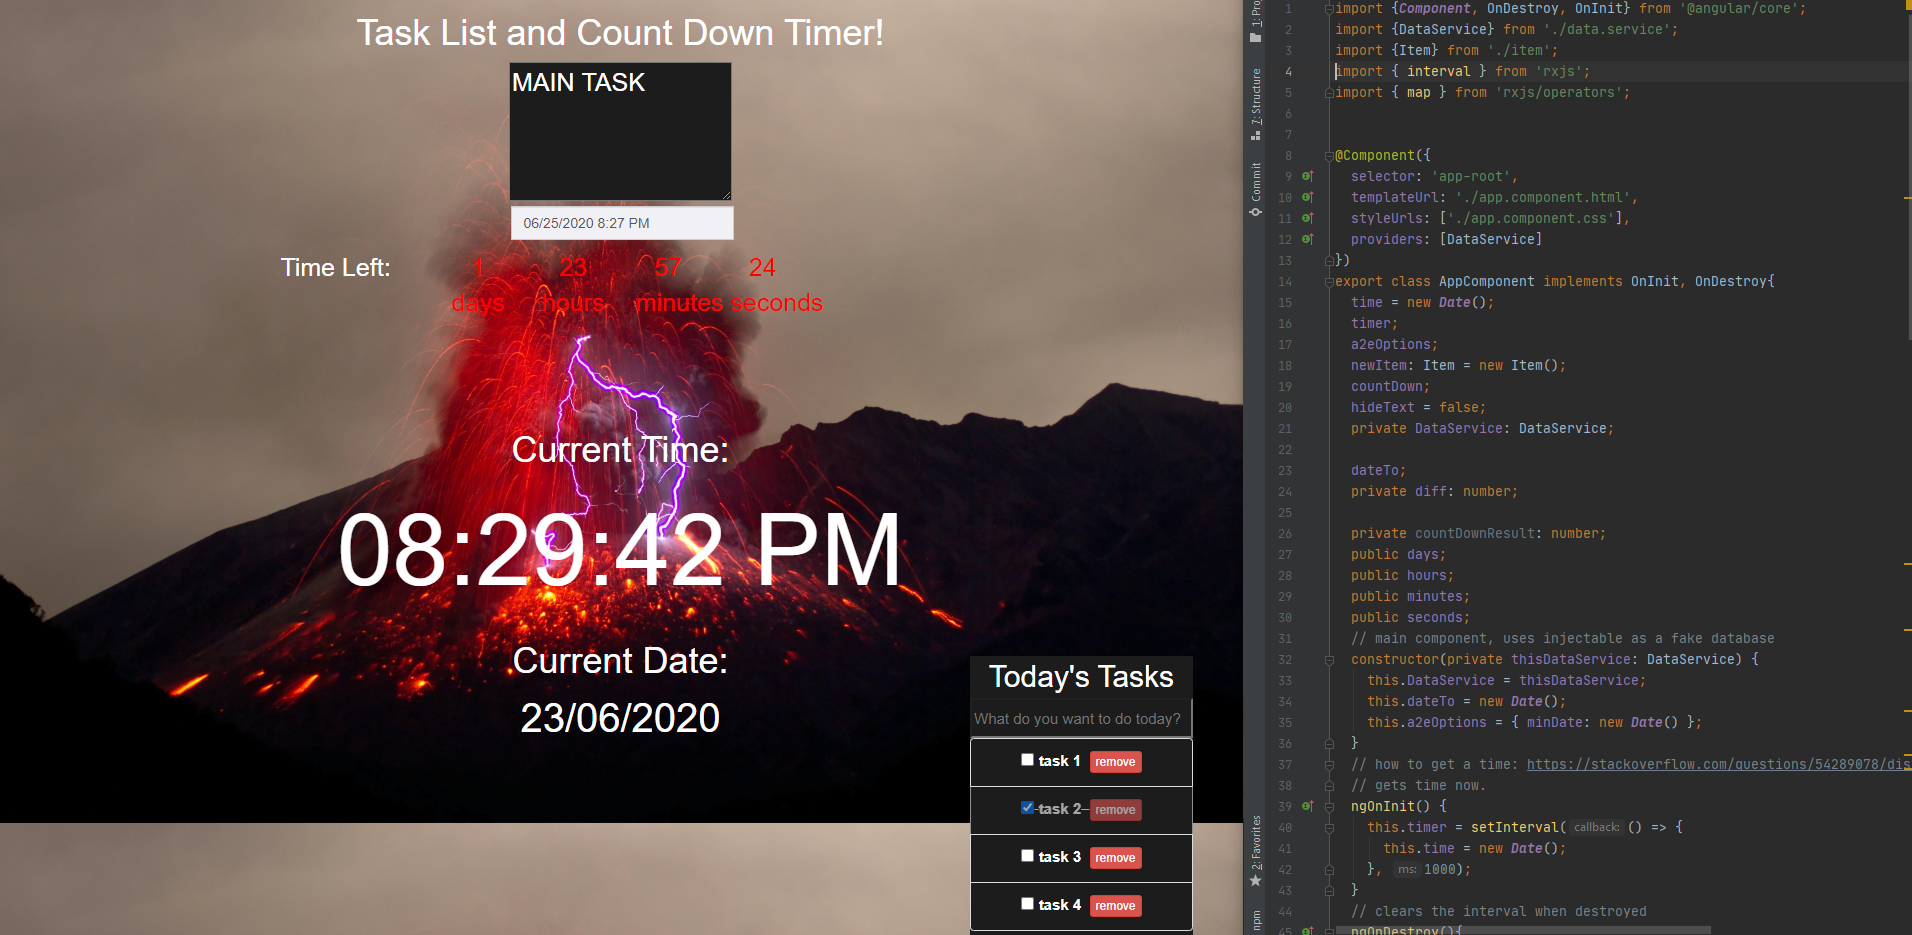 Task List and Count Down Timer!
MAIN TASK
06/25/2020 8:27 PM
Time Left: 1 23 57 24
days hours minutes seconds
Current Time:
08:29:42 PM
Current Date:
23/06/2020
Today's Tasks
What do you want to do today?
task 1 remove
task 2 remove
task 3 remove
task 4 remove
1: Pro
7: Structure
Commit
2: Favorites
npm
1 import {Component, OnDestroy, OnInit} from '@angular/core';
2 import {DataService} from './data.service';
3 import {Item} from './item';
4 import { interval } from 'rxjs';
5 import { map } from 'rxjs/operators';
6
7
8 @Component({
9 selector: 'app-root',
10 templateUrl: './app.component.html',
11 styleUrls: ['./app.component.css'],
12 providers: [DataService]
13 })
14 export class AppComponent implements OnInit, OnDestroy{
15 time = new Date();
16 timer;
17 a2eOptions;
18 newItem: Item = new Item();
19 countDown;
20 hideText = false;
21 private DataService: DataService;
22
23 dateTo;
24 private diff: number;
25
26 private countDownResult: number;
27 public days;
28 public hours;
29 public minutes;
30 public seconds;
31 // main component, uses injectable as a fake database
32 constructor(private thisDataService: DataService) {
33 this.DataService = thisDataService;
34 this.dateTo = new Date();
35 this.a2eOptions = { minDate: new Date() };
36 }
37 // how to get a time: https://stackoverflow.com/questions/54289078/dis
38 // gets time now.
39 ngOnInit() {
40 this.timer = setInterval( callback: () => {
41 this.time = new Date();
42 }, ms: 1000);
43 }
44 // clears the interval when destroyed
45 ngOnDestroy(){